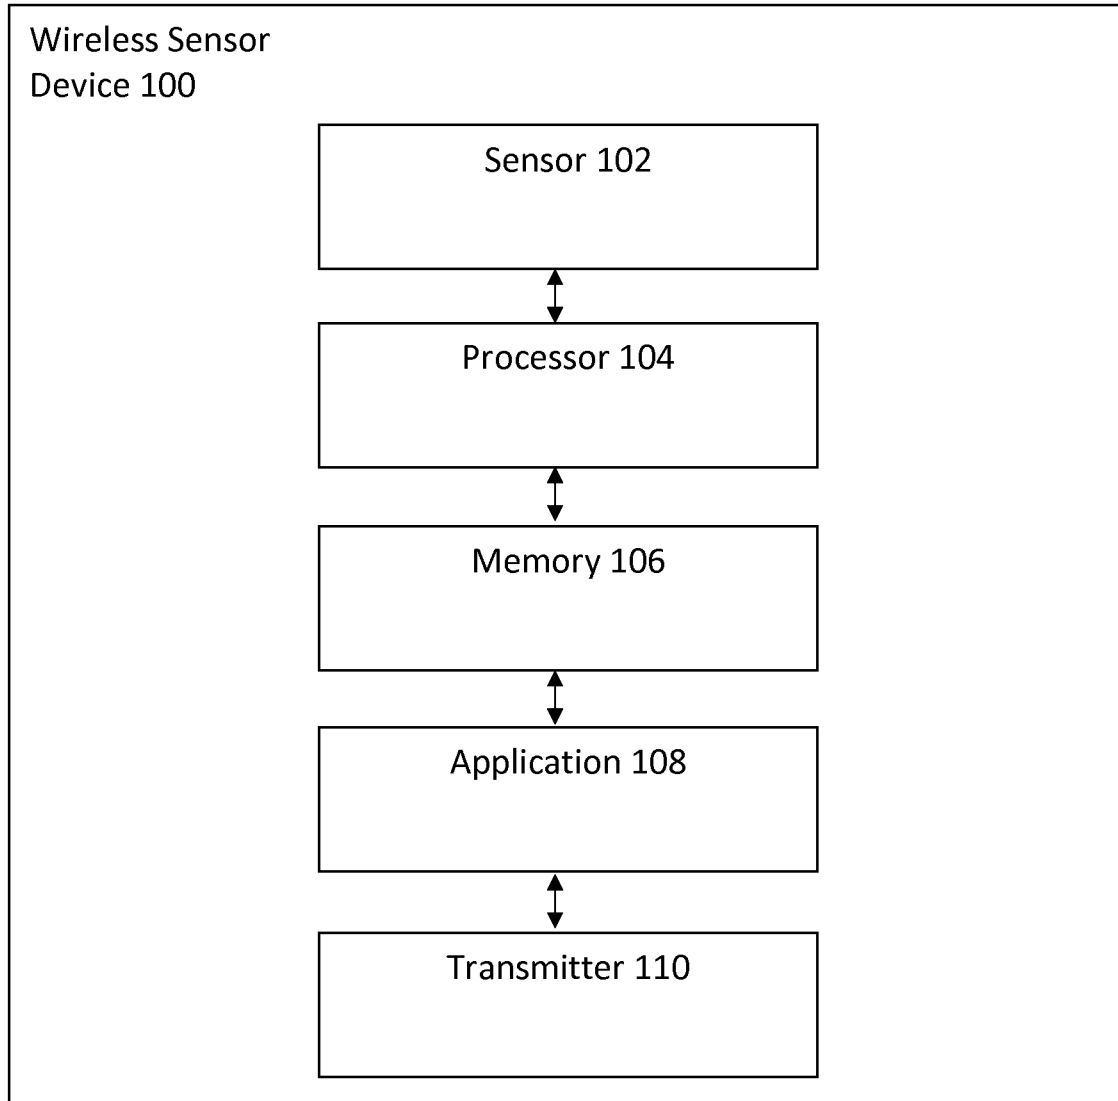 Wireless Sensor
Device 100
Sensor 102
Processor 104
Memory 106
Application 108
Transmitter 110